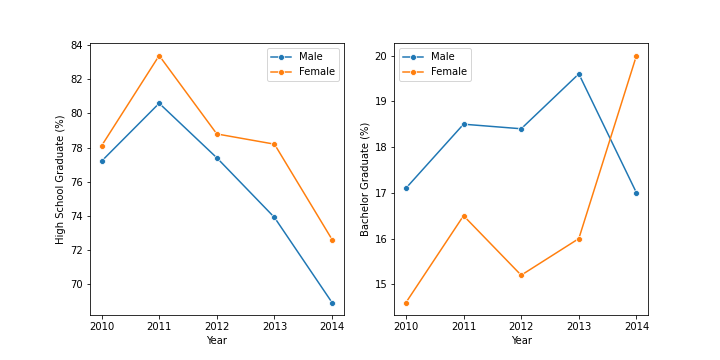 84
82
80
78
76
74
72
70
High School Graduate (%)
2010 2011 2012 2013 2014
Year
Male
Female
20
19
18
17
16
15
Bachelor Graduate (%)
2010 2011 2012 2013 2014
Year
Male
Female